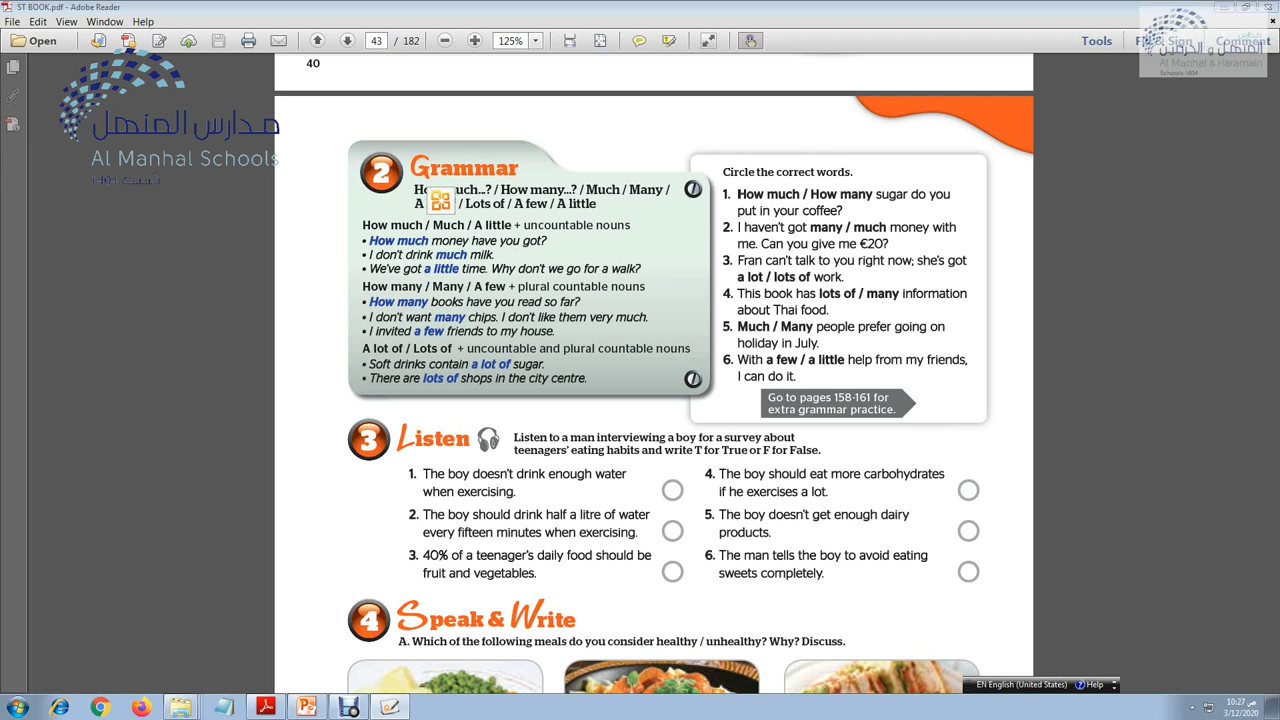 ST BOOK.pdf - Adobe Reader
File Edit View Window Help
Open 43 / 182 125% Tools Fill & Sign Comment
مدارس المنهل و الحرمين
Al Manhal & Haramain
Schools 1404
مدارس المنهل
Al Manhal Schools
تأسست 1404
40
2 Grammar
/ How many...? / Much / Many /
A / Lots of / A few / A little
How much / Much / A little + uncountable nouns
• How much money have you got?
• I don't drink much milk.
• We've got a little time. Why don't we go for a walk?
How many / Many / A few + plural countable nouns
• How many books have you read so far?
• I don't want many chips. I don't like them very much.
• I invited a few friends to my house.
A lot of / Lots of + uncountable and plural countable nouns
• Soft drinks contain a lot of sugar.
• There are lots of shops in the city centre.
Circle the correct words.
1. How much / How many sugar do you
put in your coffee?
2. I haven't got many / much money with
me. Can you give me €20?
3. Fran can't talk to you right now; she's got
a lot / lots of work.
4. This book has lots of / many information
about Thai food.
5. Much / Many people prefer going on
holiday in July.
6. With a few / a little help from my friends,
I can do it.
Go to pages 158-161 for
extra grammar practice.
3 Listen
Listen to a man interviewing a boy for a survey about
teenagers' eating habits and write T for True or F for False.
1. The boy doesn't drink enough water
when exercising.
2. The boy should drink half a litre of water
every fifteen minutes when exercising.
3. 40% of a teenager's daily food should be
fruit and vegetables.
4. The boy should eat more carbohydrates
if he exercises a lot.
5. The boy doesn't get enough dairy
products.
6. The man tells the boy to avoid eating
sweets completely.
4 Speak & Write
A. Which of the following meals do you consider healthy / unhealthy? Why? Discuss.
EN English (United States) Help
10:27 ص
3/12/2020